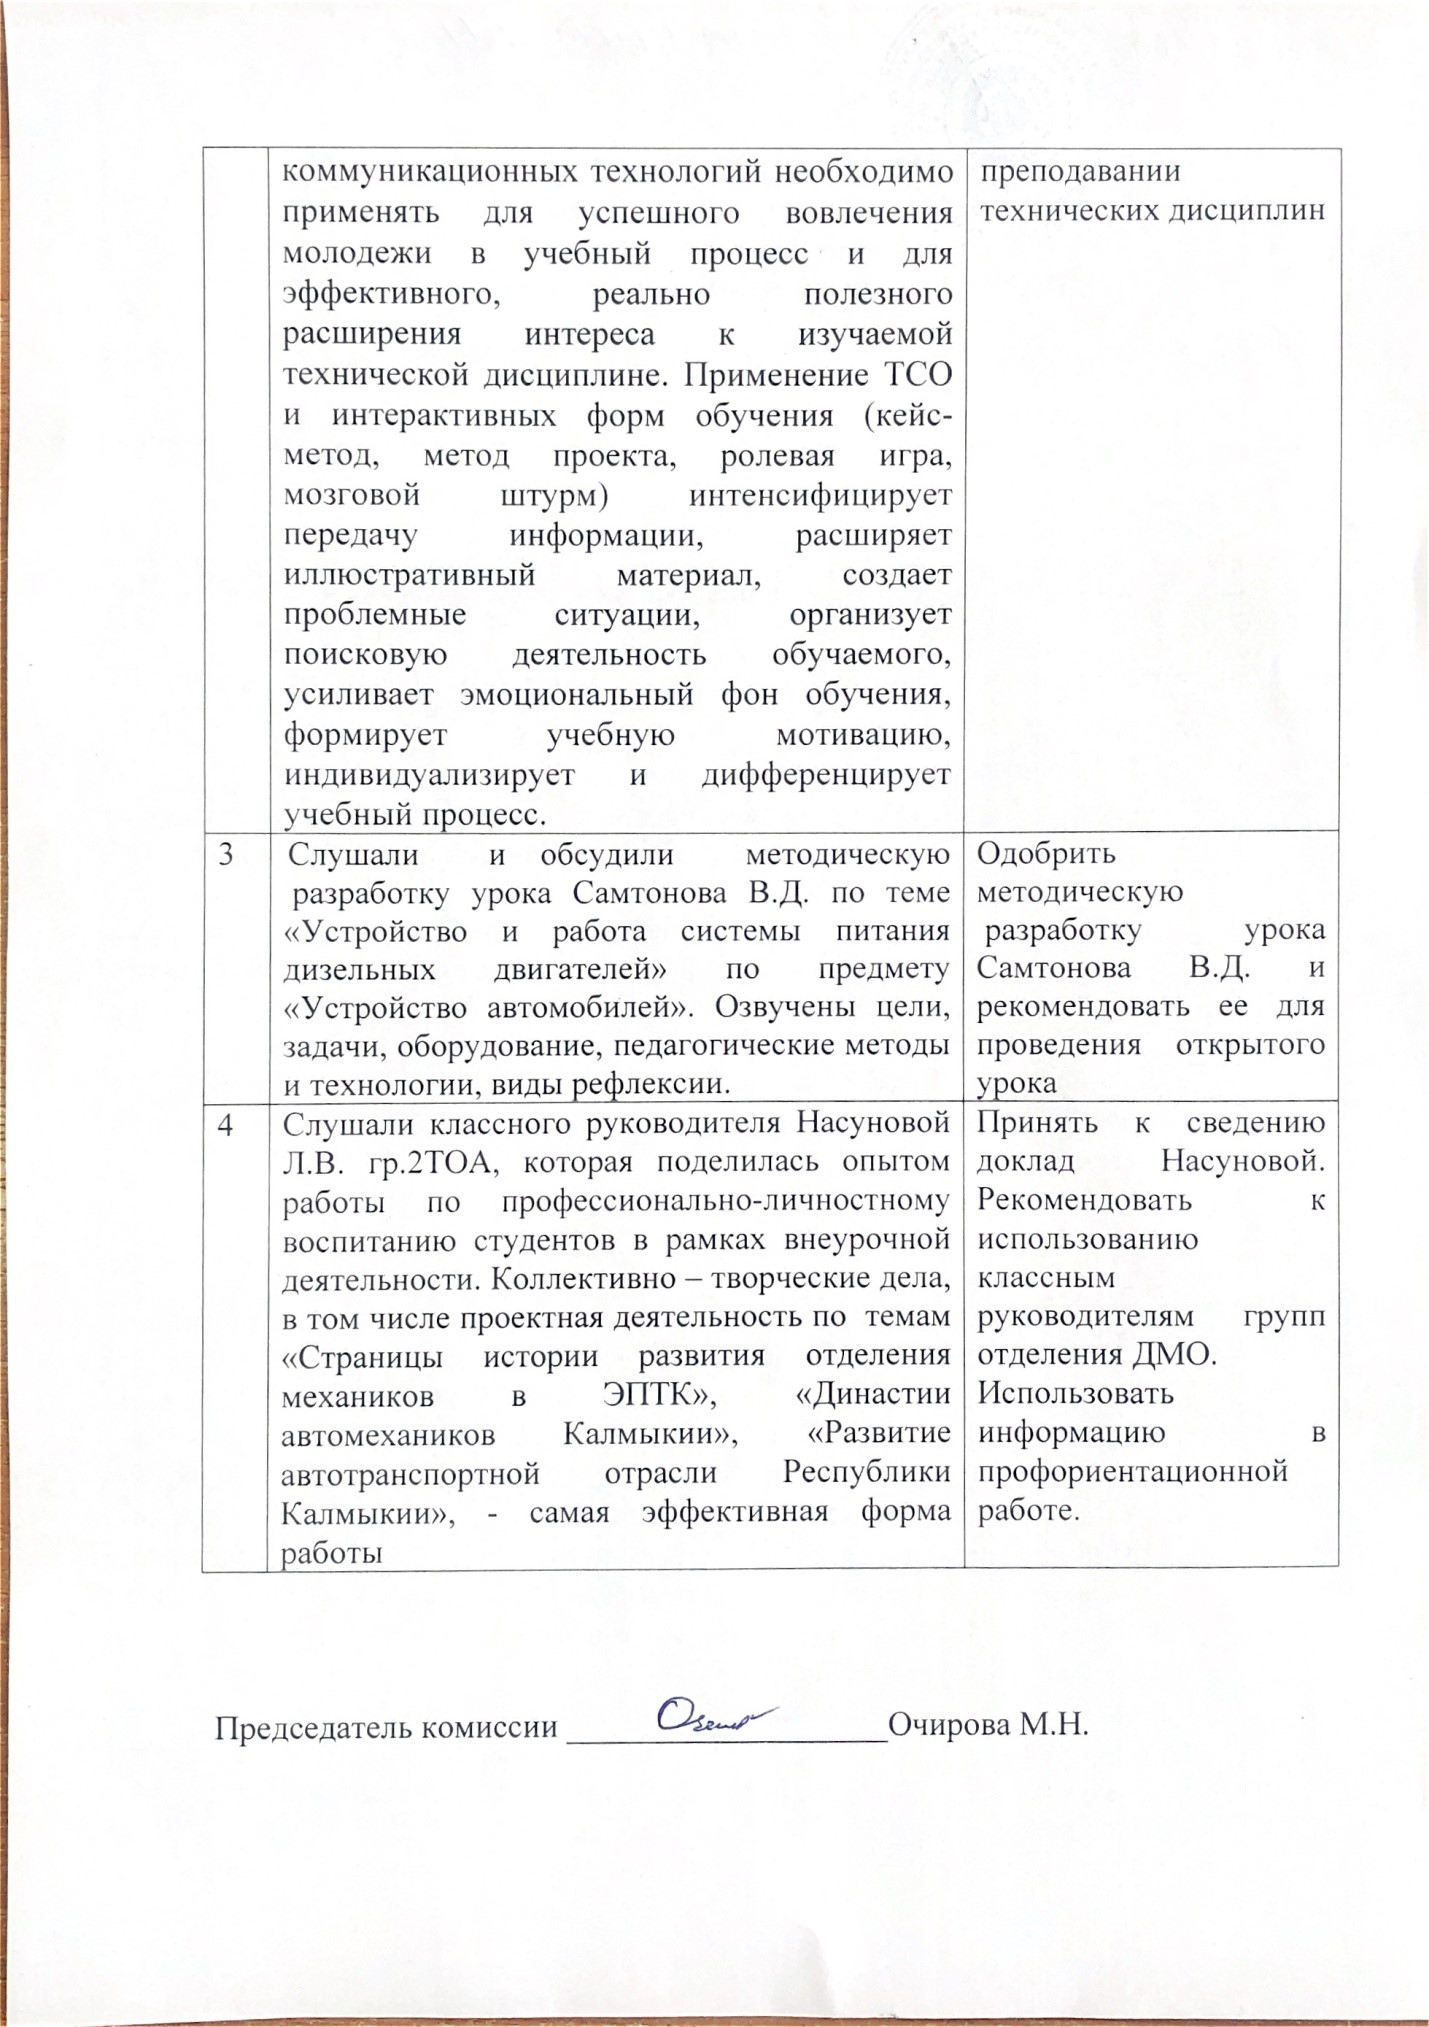 коммуникационных технологий необходимо
применять для успешного вовлечения
молодежи в учебный процесс и для
эффективного, реально полезного
расширения интереса к изучаемой
технической дисциплине. Применение ТСО
и интерактивных форм обучения (кейс-
метод, метод проекта, ролевая игра,
мозговой штурм) интенсифицирует
передачу информации, расширяет
иллюстративный материал, создает
проблемные ситуации, организует
поисковую деятельность обучаемого,
усиливает эмоциональный фон обучения,
формирует учебную мотивацию,
индивидуализирует и дифференцирует
учебный процесс.
преподавании
технических дисциплин
3
Слушали и обсудили методическую
разработку урока Самтонова В.Д. по теме
«Устройство и работа системы питания
дизельных двигателей» по предмету
«Устройство автомобилей». Озвучены цели,
задачи, оборудование, педагогические методы
и технологии, виды рефлексии.
Одобрить
методическую
разработку урока
Самтонова В.Д. и
рекомендовать ее для
проведения открытого
урока
4
Слушали классного руководителя Насуновой
Л.В. гр.2ТОА, которая поделилась опытом
работы по профессионально-личностному
воспитанию студентов в рамках внеурочной
деятельности. Коллективно – творческие дела,
в том числе проектная деятельность по темам
«Страницы истории развития отделения
механиков в ЭПТК», «Династии
автомехаников Калмыкии», «Развитие
автотранспортной отрасли Республики
Калмыкии», - самая эффективная форма
работы
Принять к сведению
доклад Насуновой.
Рекомендовать к
использованию
классным
руководителям групп
отделения ДМО.
Использовать
информацию в
профориентационной
работе.
Председатель комиссии ____________________Очирова М.Н.